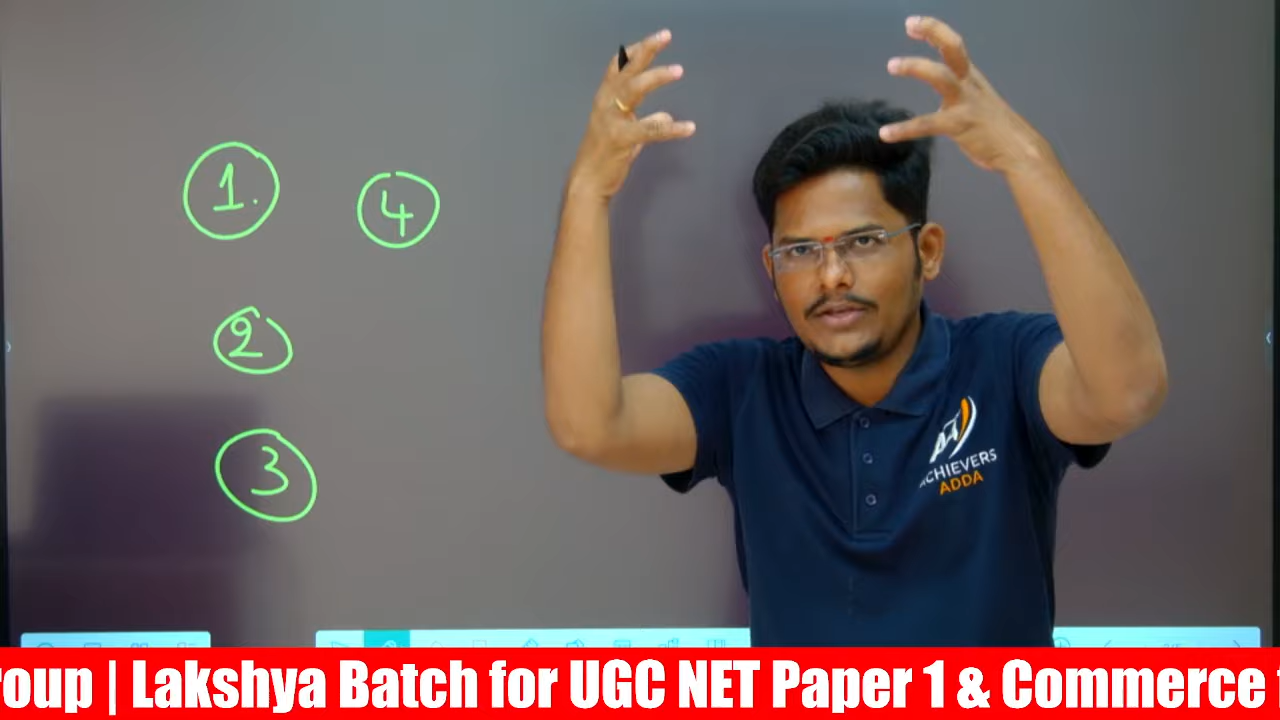 1.
4
2
3
ACHIEVERS
ADDA
roup | Lakshya Batch for UGC NET Paper 1 & Commerce